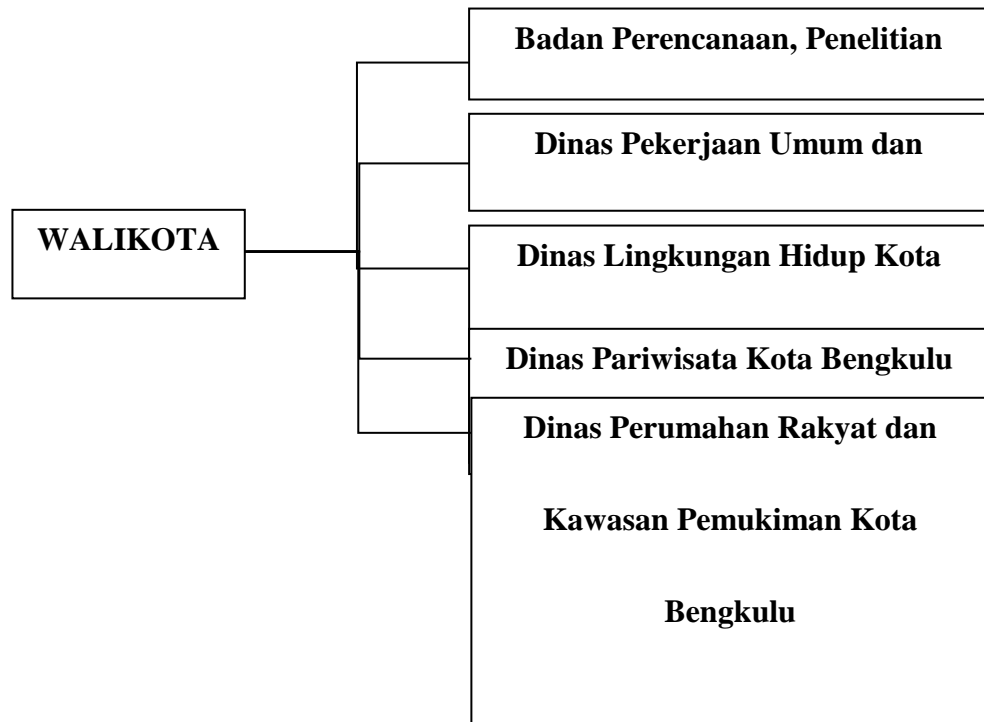 Badan Perencanaan, Penelitian
Dinas Pekerjaan Umum dan
WALIKOTA
Dinas Lingkungan Hidup Kota
Dinas Pariwisata Kota Bengkulu
Dinas Perumahan Rakyat dan
Kawasan Pemukiman Kota
Bengkulu